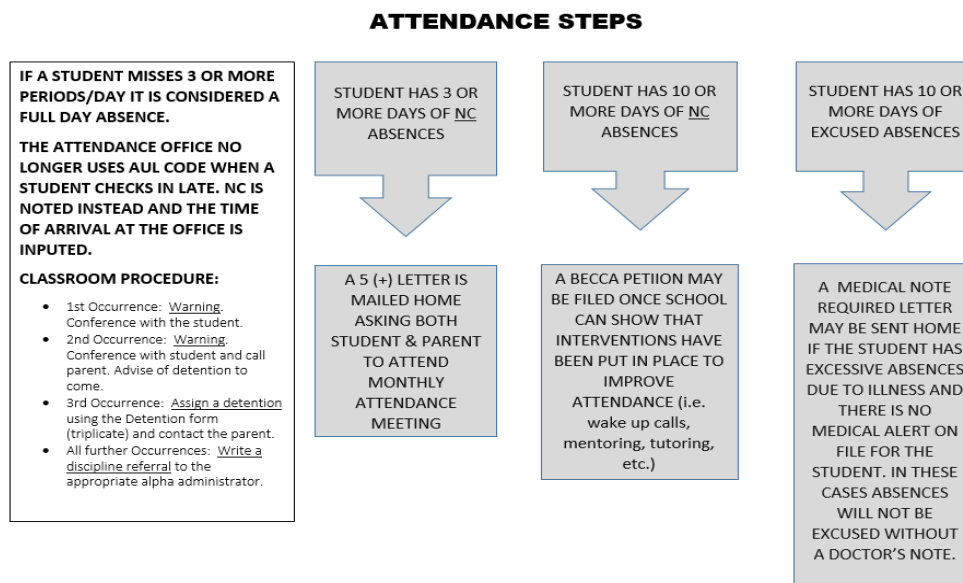 ATTENDANCE STEPS
IF A STUDENT MISSES 3 OR MORE
PERIODS/DAY IT IS CONSIDERED A
FULL DAY ABSENCE.
THE ATTENDANCE OFFICE NO
LONGER USES AUL CODE WHEN A
STUDENT CHECKS IN LATE. NC IS
NOTED INSTEAD AND THE TIME
OF ARRIVAL AT THE OFFICE IS
INPUTED.
CLASSROOM PROCEDURE:
• 1st Occurrence: Warning.
Conference with the student.
• 2nd Occurrence: Warning.
Conference with student and call
parent. Advise of detention to
come.
• 3rd Occurrence: Assign a detention
using the Detention form
(triplicate) and contact the parent.
• All further Occurrences: Write a
discipline referral to the
appropriate alpha administrator.
STUDENT HAS 3 OR
MORE DAYS OF NC
ABSENCES
A 5 (+) LETTER IS
MAILED HOME
ASKING BOTH
STUDENT & PARENT
TO ATTEND
MONTHLY
ATTENDANCE
MEETING
STUDENT HAS 10 OR
MORE DAYS OF NC
ABSENCES
A BECCA PETIION MAY
BE FILED ONCE SCHOOL
CAN SHOW THAT
INTERVENTIONS HAVE
BEEN PUT IN PLACE TO
IMPROVE
ATTENDANCE (i.e.
wake up calls,
mentoring, tutoring,
etc.)
STUDENT HAS 10 OR
MORE DAYS OF
EXCUSED ABSENCES
A MEDICAL NOTE
REQUIRED LETTER
MAY BE SENT HOME
IF THE STUDENT HAS
EXCESSIVE ABSENCES
DUE TO ILLNESS AND
THERE IS NO
MEDICAL ALERT ON
FILE FOR THE
STUDENT. IN THESE
CASES ABSENCES
WILL NOT BE
EXCUSED WITHOUT
A DOCTOR'S NOTE.